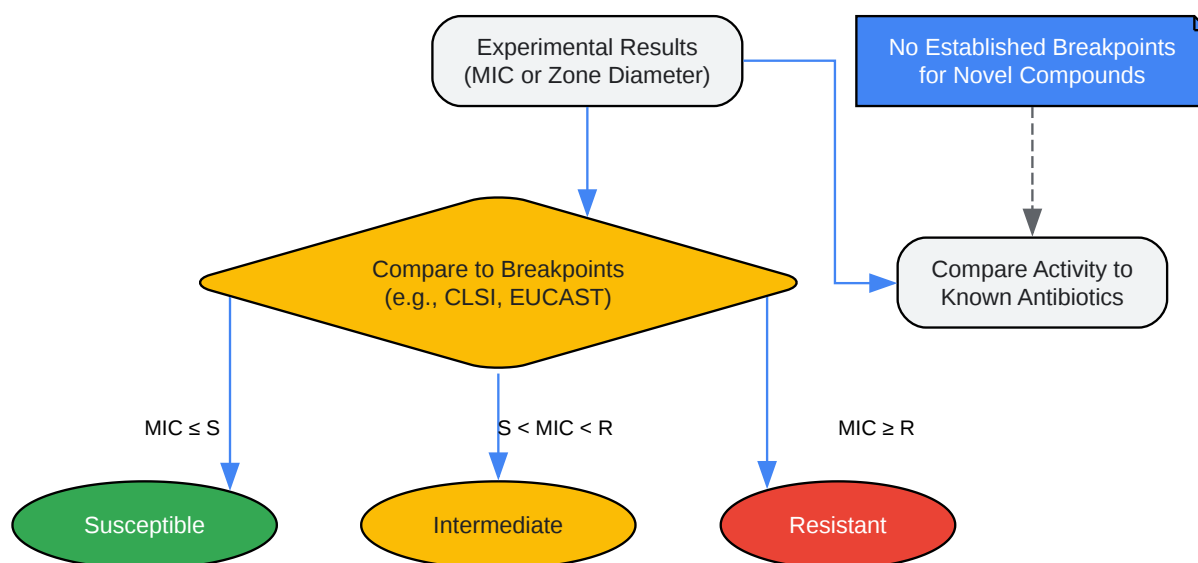 Experimental Results
(MIC or Zone Diameter)
No Established Breakpoints
for Novel Compounds
Compare to Breakpoints
(e.g., CLSI, EUCAST)
Compare Activity to
Known Antibiotics
MIC ≤ S
S < MIC < R
MIC ≥ R
Susceptible
Intermediate
Resistant